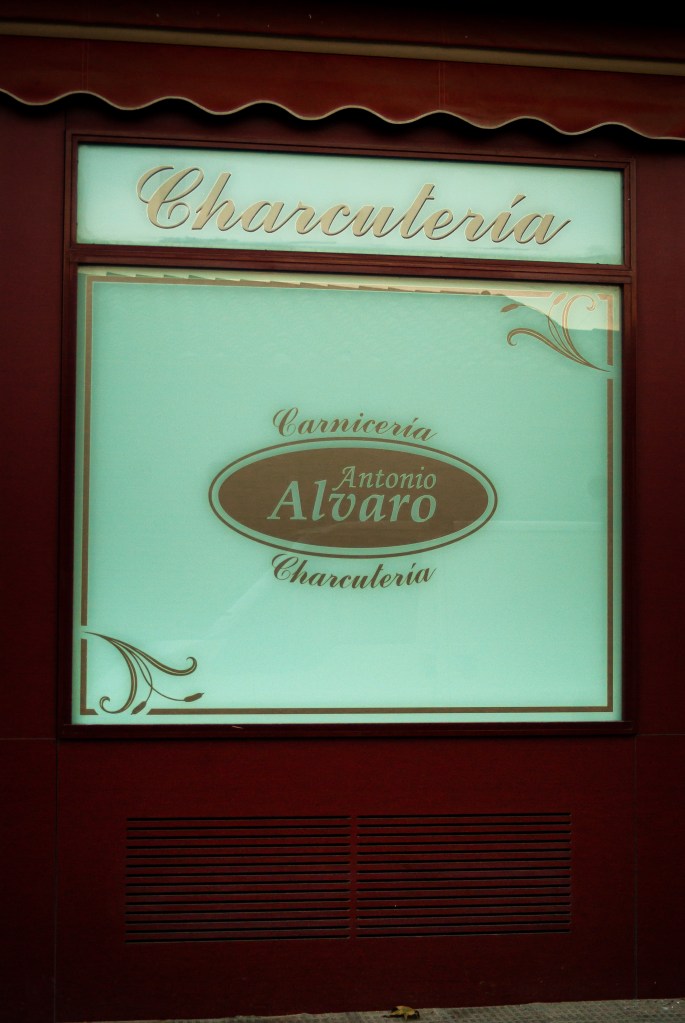 Charcutería
Carnicería
Antonio
Alvaro
Charcutería